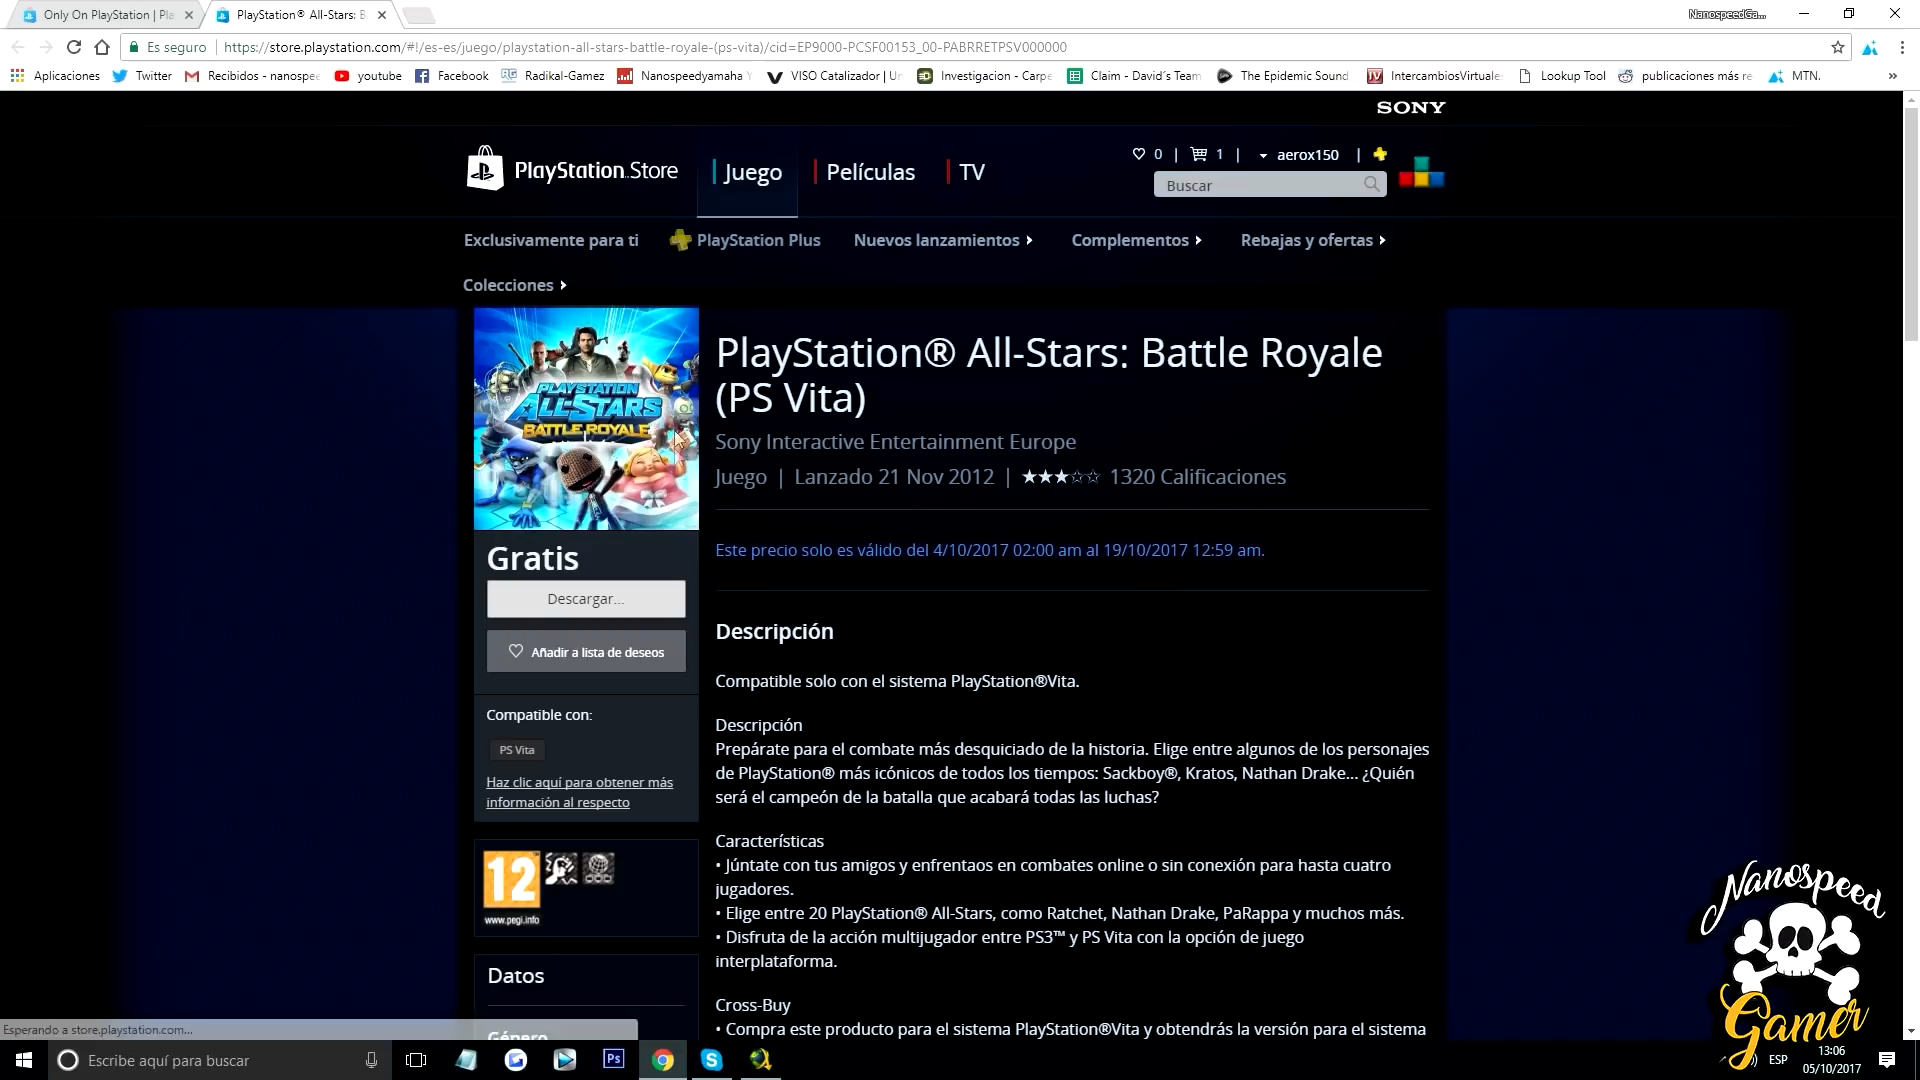 Only On PlayStation | Pla
PlayStation® All-Stars: B
NanospeedGa...
Es seguro
https://store.playstation.com/#!/es-es/juego/playstation-all-stars-battle-royale-(ps-vita)/cid=EP9000-PCSF00153_00-PABRRETPSV000000
Aplicaciones
Twitter
Recibidos - nanospee
youtube
Facebook
Radikal-Gamez
Nanospeedyamaha Y
VISO Catalizador | Un
Investigacion - Carpe
Claim - David´s Team
The Epidemic Sound
IntercambiosVirtuale
Lookup Tool
publicaciones más re
MTN.
»
SONY
PlayStation Store
Juego
Películas
TV
0 | 1 | aerox150 |
Buscar
Exclusivamente para ti
PlayStation Plus
Nuevos lanzamientos
Complementos
Rebajas y ofertas
Colecciones
PLAYSTATION
ALL-STARS
BATTLE ROYALE
PlayStation® All-Stars: Battle Royale
(PS Vita)
Sony Interactive Entertainment Europe
Juego | Lanzado 21 Nov 2012 | ★★★☆☆ 1320 Calificaciones
Gratis
Descargar...
Añadir a lista de deseos
Compatible con:
PS Vita
Haz clic aquí para obtener más
información al respecto
12
www.pegi.info
Datos
Género
Este precio solo es válido del 4/10/2017 02:00 am al 19/10/2017 12:59 am.
Descripción
Compatible solo con el sistema PlayStation®Vita.
Descripción
Prepárate para el combate más desquiciado de la historia. Elige entre algunos de los personajes
de PlayStation® más icónicos de todos los tiempos: Sackboy®, Kratos, Nathan Drake... ¿Quién
será el campeón de la batalla que acabará todas las luchas?
Características
• Júntate con tus amigos y enfrentaos en combates online o sin conexión para hasta cuatro
jugadores.
• Elige entre 20 PlayStation® All-Stars, como Ratchet, Nathan Drake, PaRappa y muchos más.
• Disfruta de la acción multijugador entre PS3™ y PS Vita con la opción de juego
interplataforma.
Cross-Buy
• Compra este producto para el sistema PlayStation®Vita y obtendrás la versión para el sistema
Nanospeed
Gamer
Esperando a store.playstation.com...
Escribe aquí para buscar
Ps
ESP
13:06
05/10/2017